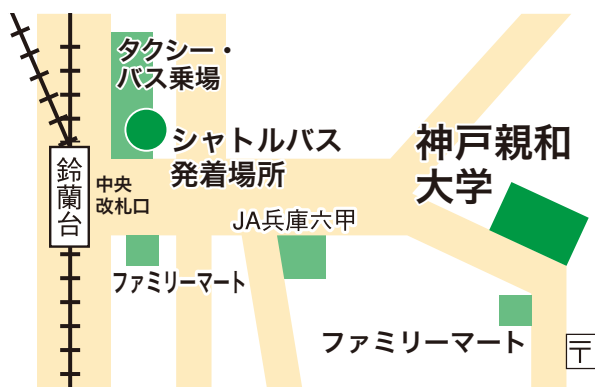 タクシー・
バス乗場
シャトルバス
発着場所
神戸親和
大学
鈴蘭台
中央
改札口
JA兵庫六甲
ファミリーマート
ファミリーマート
〒